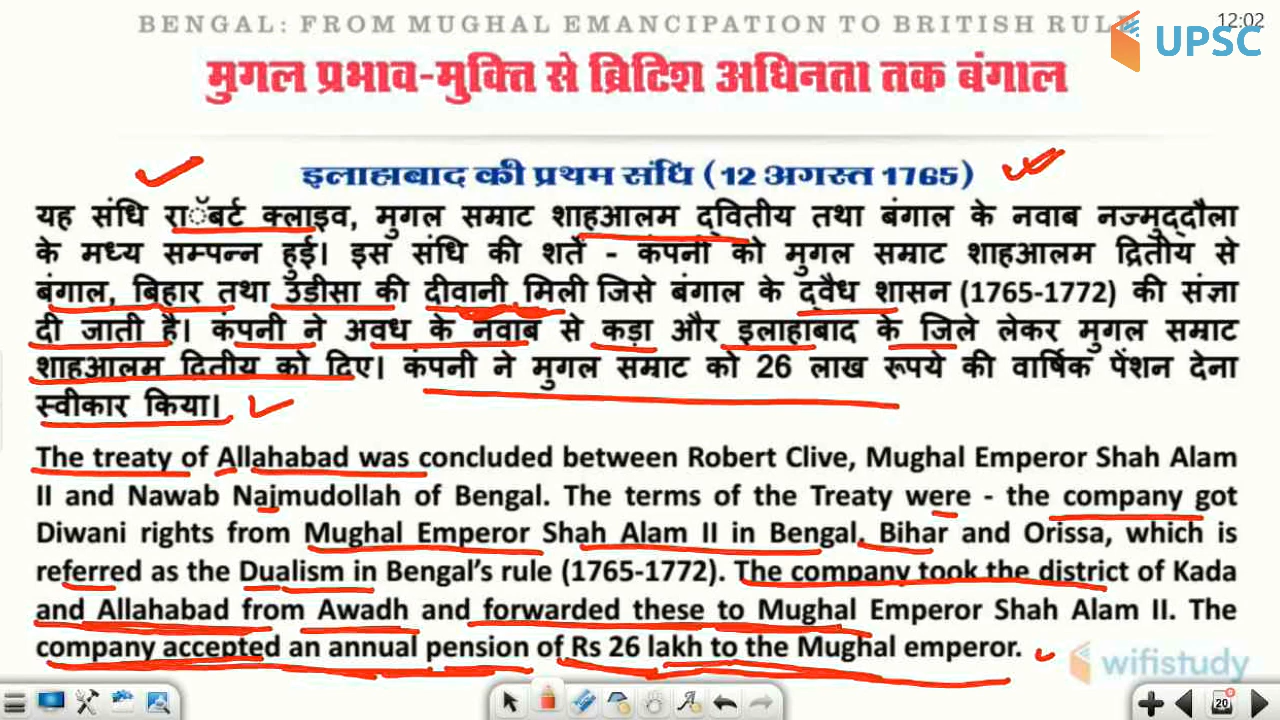 BENGAL: FROM MUGHAL EMANCIPATION TO BRITISH RULE
12:02
UPSC
मुगल प्रभाव-मुक्ति से ब्रिटिश अधिनता तक बंगाल
इलाहाबाद की प्रथम संधि (12 अगस्त 1765)
यह संधि राॅबर्ट क्लाइव, मुगल सम्राट शाहआलम द्वितीय तथा बंगाल के नवाब नज्मुद्दौला
के मध्य सम्पन्न हुई। इस संधि की शर्तें - कंपनी को मुगल सम्राट शाहआलम द्वितीय से
बंगाल, बिहार तथा उड़ीसा की दीवानी मिली जिसे बंगाल के द्वैध शासन (1765-1772) की संज्ञा
दी जाती है। कंपनी ने अवध के नवाब से कड़ा और इलाहाबाद के जिले लेकर मुगल सम्राट
शाहआलम द्वितीय को दिए। कंपनी ने मुगल सम्राट को 26 लाख रूपये की वार्षिक पेंशन देना
स्वीकार किया।
The treaty of Allahabad was concluded between Robert Clive, Mughal Emperor Shah Alam
II and Nawab Najmudollah of Bengal. The terms of the Treaty were - the company got
Diwani rights from Mughal Emperor Shah Alam II in Bengal, Bihar and Orissa, which is
referred as the Dualism in Bengal's rule (1765-1772). The company took the district of Kada
and Allahabad from Awadh and forwarded these to Mughal Emperor Shah Alam II. The
company accepted an annual pension of Rs 26 lakh to the Mughal emperor.
wifistudy
20